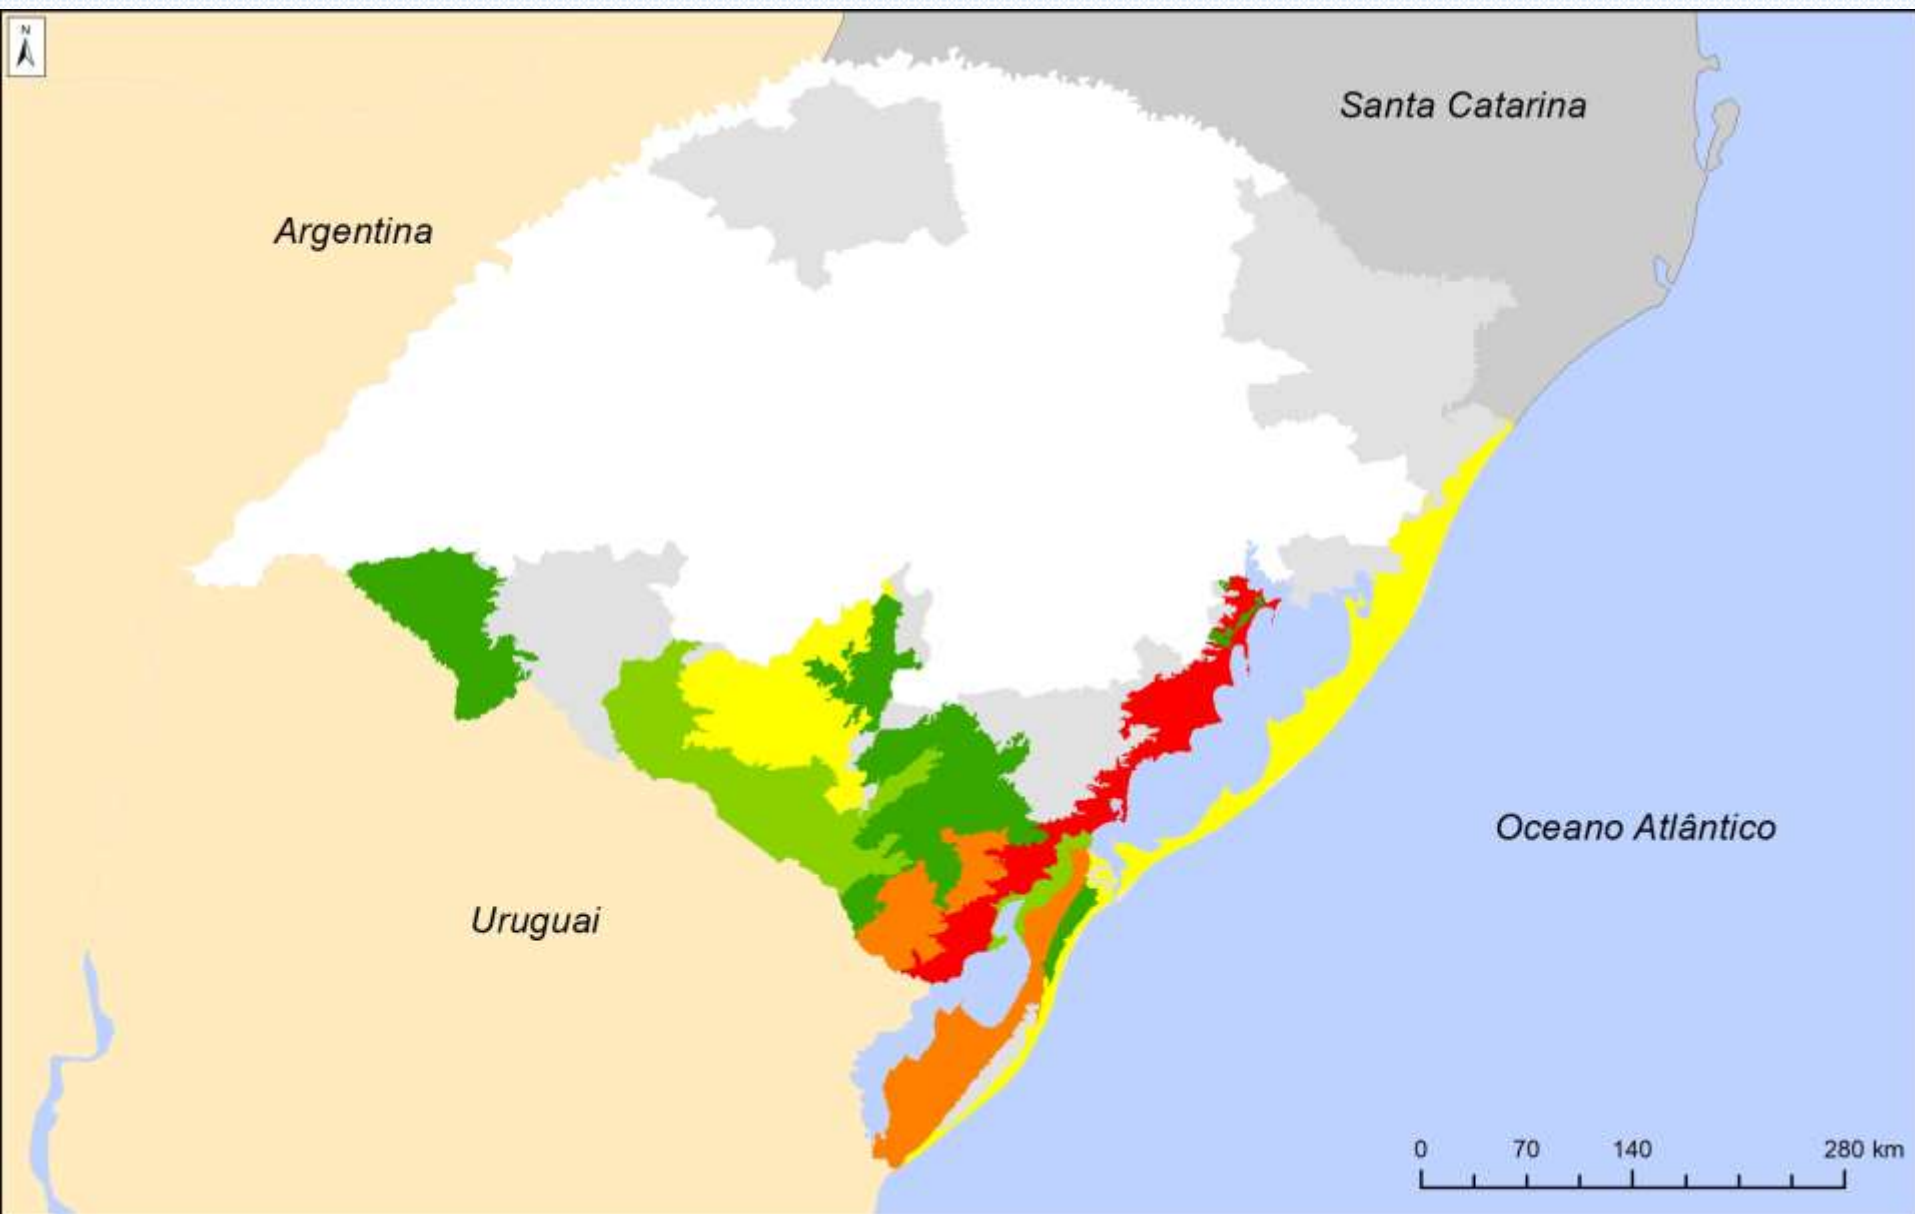 N
Santa Catarina
Argentina
Oceano Atlântico
Uruguai
0 70 140 280 km